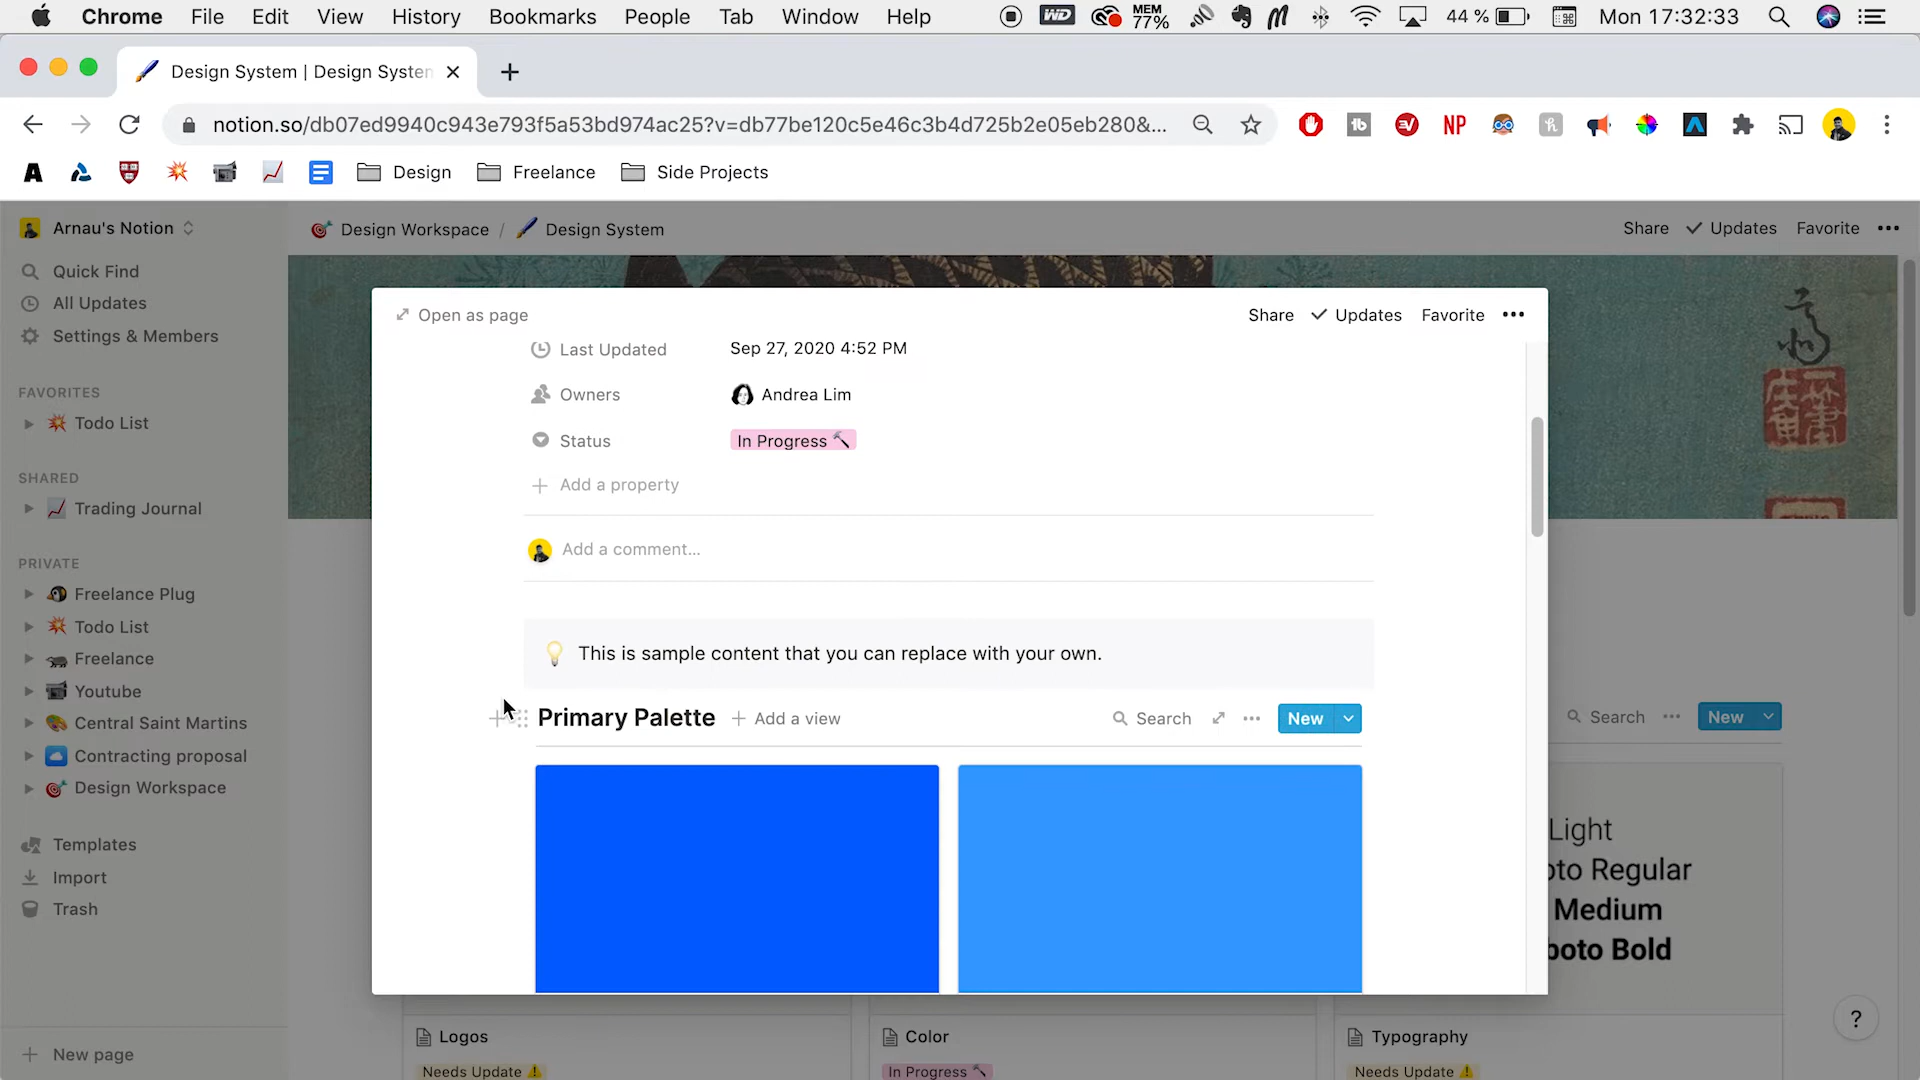 Chrome File Edit View History Bookmarks People Tab Window Help WD MEM 77% 44 % Mon 17:32:33
Design System | Design System
notion.so/db07ed9940c943e793f5a53bd974ac25?v=db77be120c5e46c3b4d725b2e05eb280&... NP
Design Freelance Side Projects
Arnau's Notion Design Workspace / Design System Share Updates Favorite
Quick Find
All Updates
Settings & Members
FAVORITES
Todo List
SHARED
Trading Journal
PRIVATE
Freelance Plug
Todo List
Freelance
Youtube
Central Saint Martins
Contracting proposal
Design Workspace
Templates
Import
Trash
New page
Open as page Share Updates Favorite
Last Updated Sep 27, 2020 4:52 PM
Owners Andrea Lim
Status In Progress
Add a property
Add a comment...
This is sample content that you can replace with your own.
Primary Palette Add a view Search New
Search New
Light
oto Regular
Medium
boto Bold
Logos Color Typography
Needs Update In Progress Needs Update
?